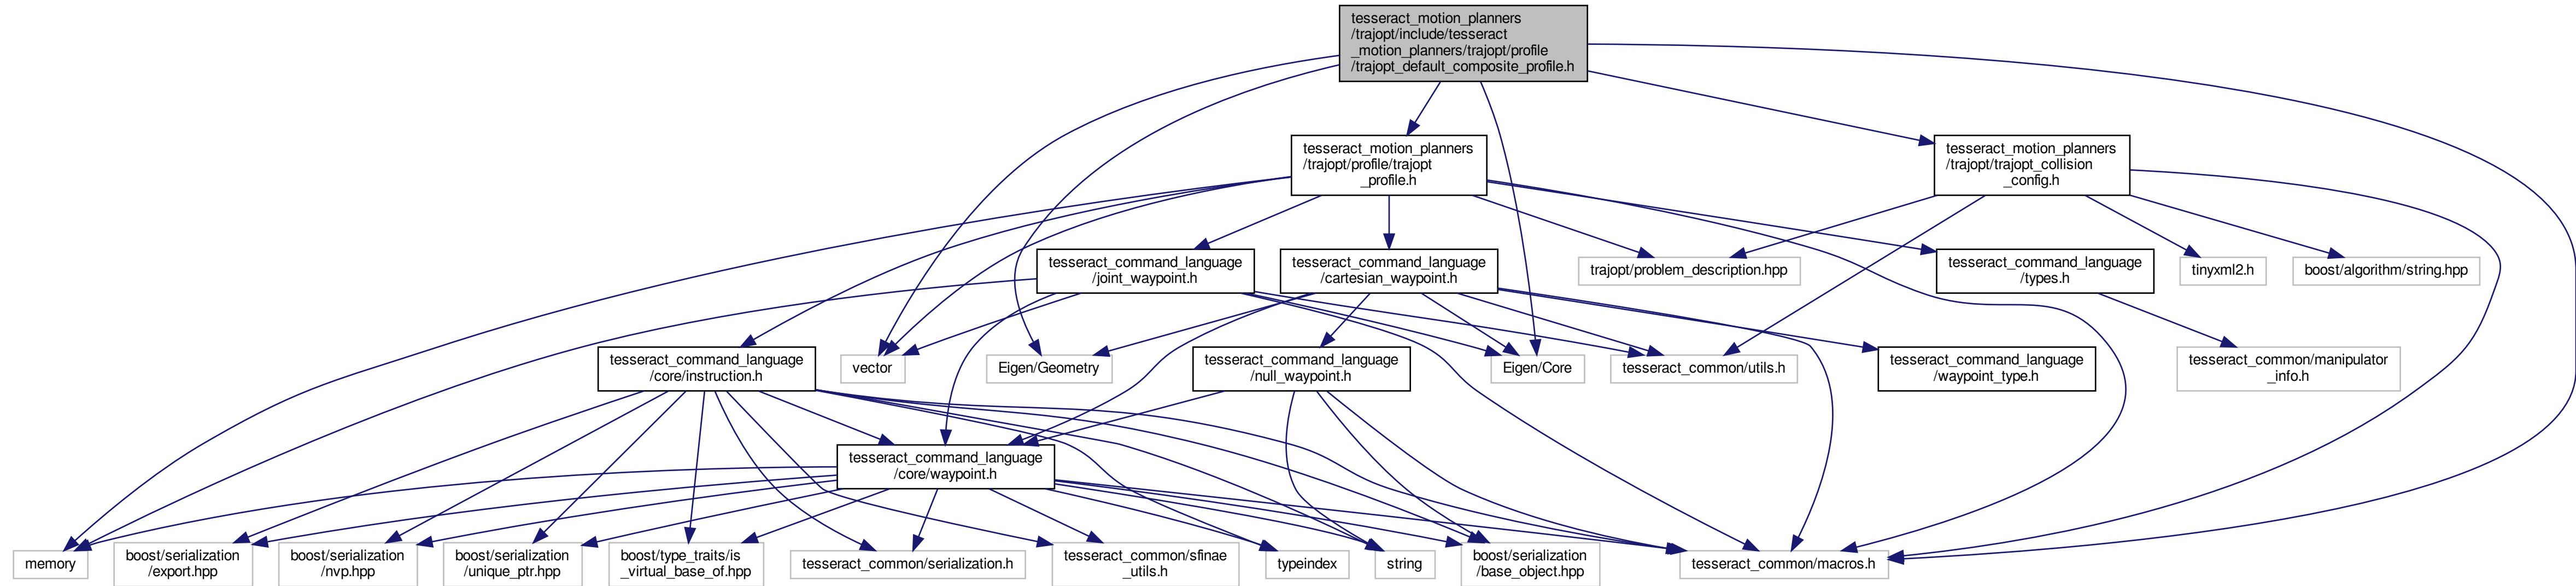 tesseract_motion_planners
/trajopt/include/tesseract
_motion_planners/trajopt/profile
/trajopt_default_composite_profile.h
tesseract_motion_planners
/trajopt/profile/trajopt
_profile.h
tesseract_motion_planners
/trajopt/trajopt_collision
_config.h
tesseract_command_language
/joint_waypoint.h
tesseract_command_language
/cartesian_waypoint.h
trajopt/problem_description.hpp
tesseract_command_language
/types.h
tinyxml2.h
boost/algorithm/string.hpp
tesseract_command_language
/core/instruction.h
vector
Eigen/Geometry
tesseract_command_language
/null_waypoint.h
Eigen/Core
tesseract_common/utils.h
tesseract_command_language
/waypoint_type.h
tesseract_common/manipulator
_info.h
tesseract_command_language
/core/waypoint.h
memory
boost/serialization
/export.hpp
boost/serialization
/nvp.hpp
boost/serialization
/unique_ptr.hpp
boost/type_traits/is
_virtual_base_of.hpp
tesseract_common/serialization.h
tesseract_common/sfinae
_utils.h
typeindex
string
boost/serialization
/base_object.hpp
tesseract_common/macros.h